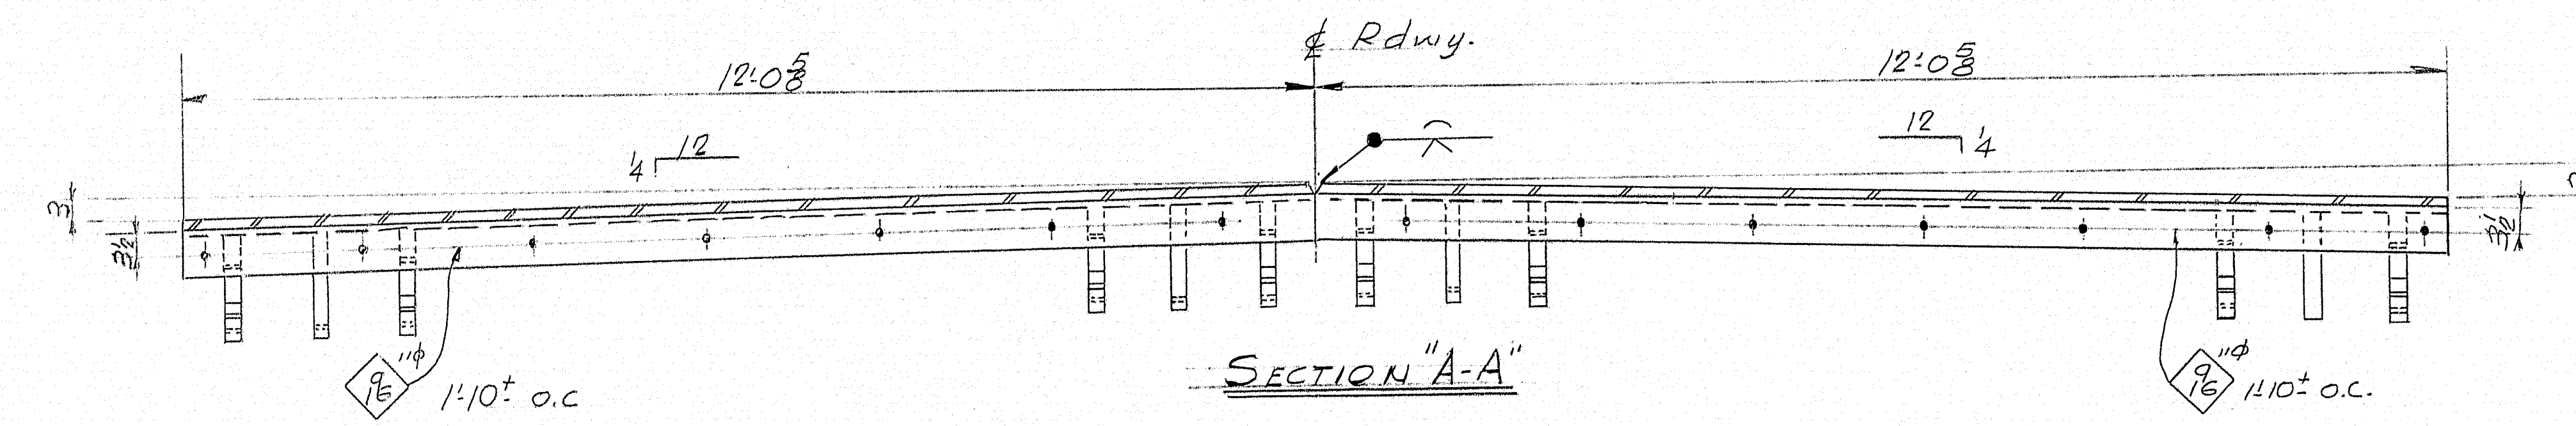 ℄ Rdwy.
12'-0 5/8
12'-0 5/8
12
1/4
12
1/4
3
3 1/2
3 1/2
9/16 "φ
1'-10± o.c
SECTION "A-A"
9/16 "φ
1'-10± o.c.